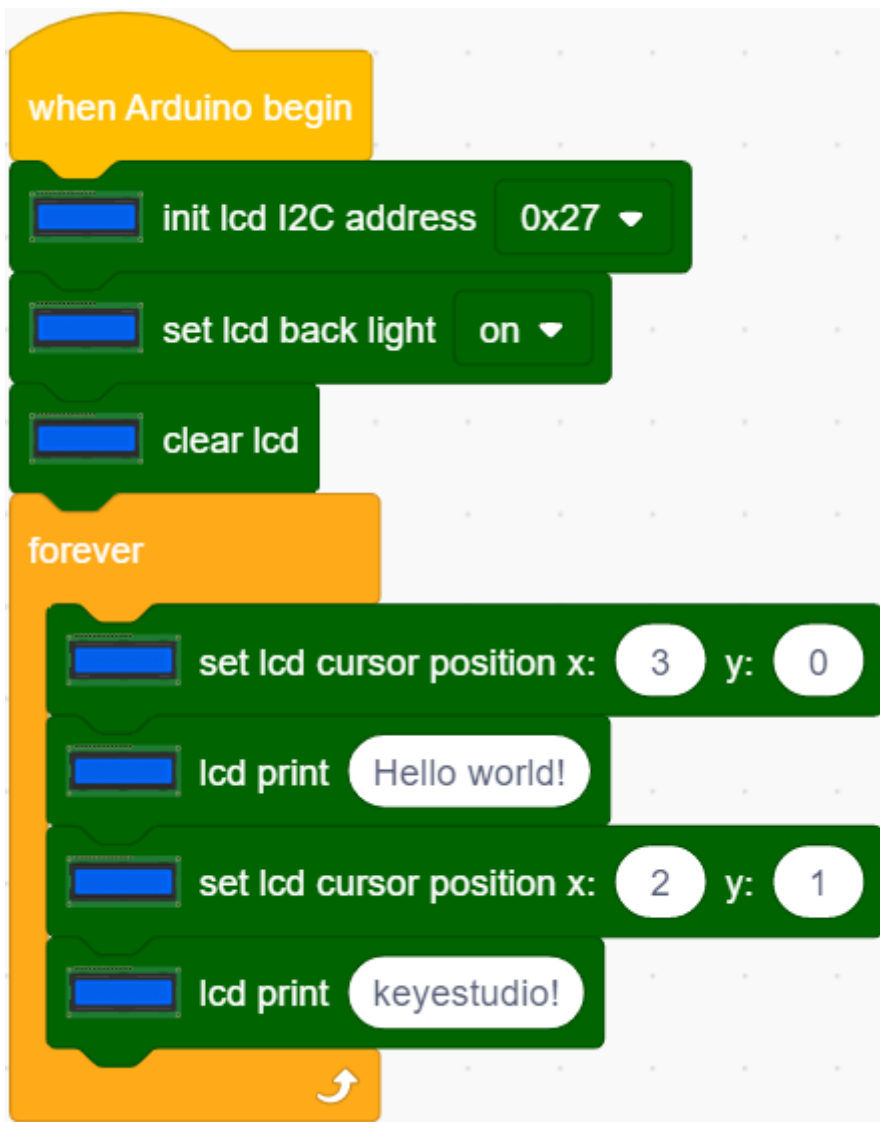 when Arduino begin
init lcd I2C address 0x27
set lcd back light on
clear lcd
forever
set lcd cursor position x: 3 y: 0
lcd print Hello world!
set lcd cursor position x: 2 y: 1
lcd print keyestudio!